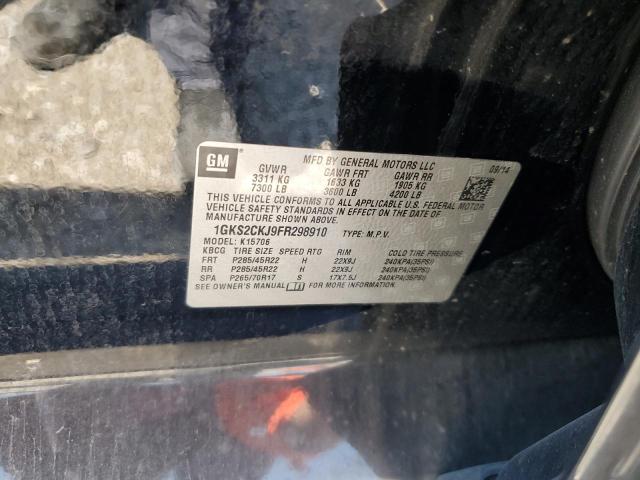 GM
MFD BY GENERAL MOTORS LLC 09/14
GVWR GAWR FRT GAWR RR
3311 KG 1633 KG 1905 KG
7300 LB 3600 LB 4200 LB
THIS VEHICLE CONFORMS TO ALL APPLICABLE U.S. FEDERAL MOTOR
VEHICLE SAFETY STANDARDS IN EFFECT ON THE DATE OF
MANUFACTURE SHOWN ABOVE.
1GKS2CKJ9FR298910 TYPE: M.P.V.
MODEL: K15706
KBCG TIRE SIZE SPEED RTG RIM COLD TIRE PRESSURE
FRT P285/45R22 H 22X9J 240KPA(35PSI)
RR P285/45R22 H 22X9J 240KPA(35PSI)
SPA P265/70R17 S 17X7.5J 240KPA(35PSI)
SEE OWNER'S MANUAL FOR MORE INFORMATION.